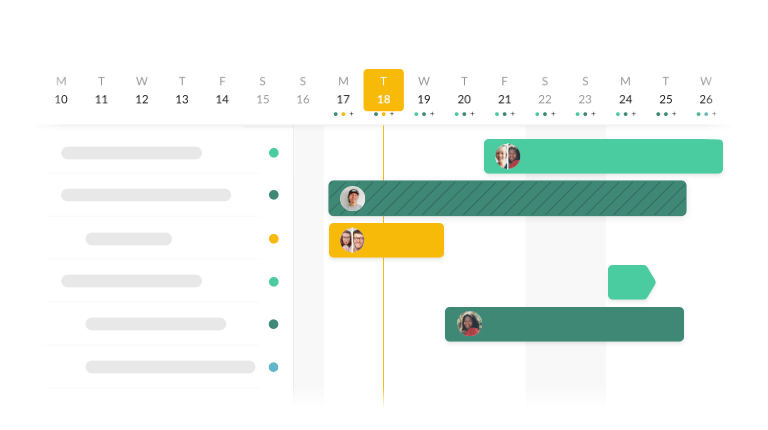 M T W T F S S M T W T F S S M T W
10 11 12 13 14 15 16 17 18 19 20 21 22 23 24 25 26
+ + + + + + + + + +